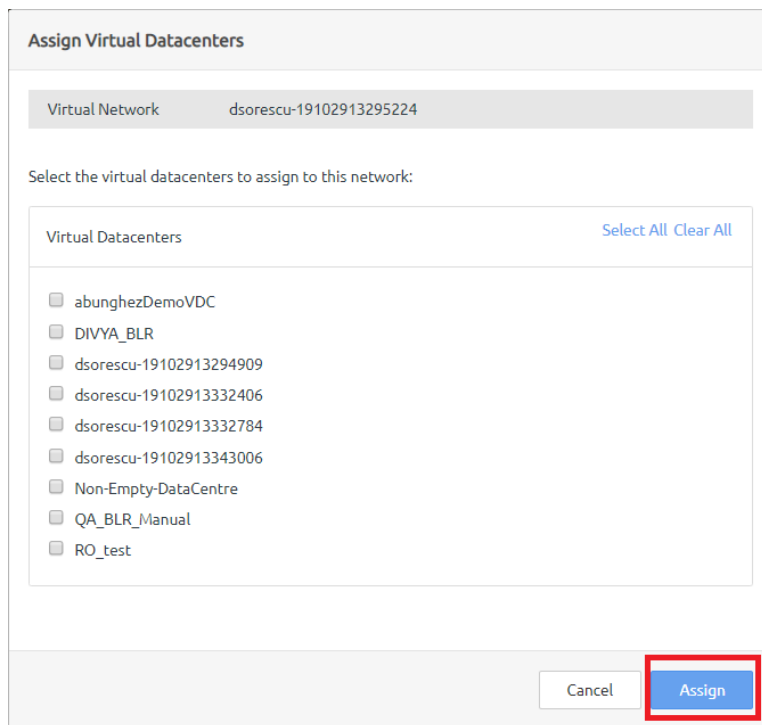 Assign Virtual Datacenters
Virtual Network dsorescu-19102913295224
Select the virtual datacenters to assign to this network:
Virtual Datacenters Select All Clear All
abunghezDemoVDC
DIVYA_BLR
dsorescu-19102913294909
dsorescu-19102913332406
dsorescu-19102913332784
dsorescu-19102913343006
Non-Empty-DataCentre
QA_BLR_Manual
RO_test
Cancel Assign